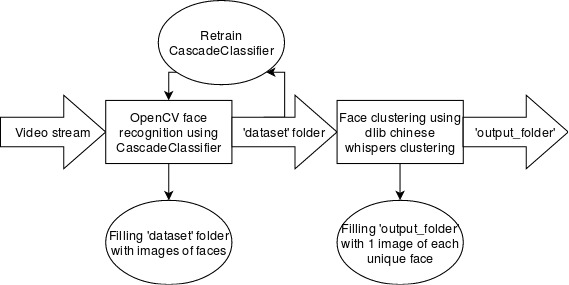 Retrain
CascadeClassifier
Video stream
OpenCV face
recognition using
CascadeClassifier
'dataset' folder
Face clustering using
dlib chinese
whispers clustering
'output_folder'
Filling 'dataset' folder
with images of faces
Filling 'output_folder'
with 1 image of each
unique face